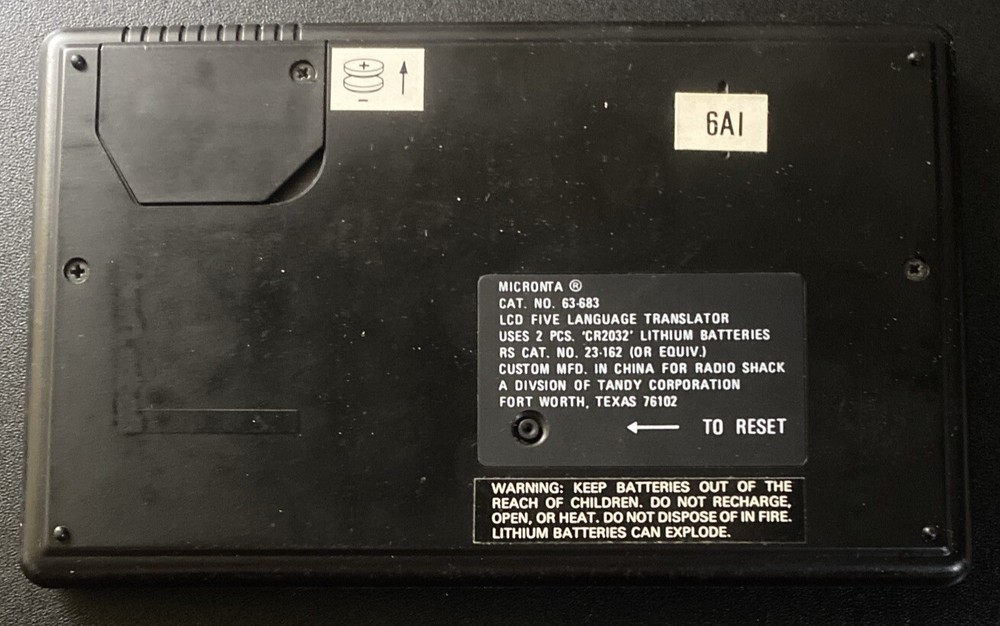 +
-
6A1
MICRONTA ®
CAT. NO. 63-683
LCD FIVE LANGUAGE TRANSLATOR
USES 2 PCS. 'CR2032' LITHIUM BATTERIES
RS CAT. NO. 23-162 (OR EQUIV.)
CUSTOM MFD. IN CHINA FOR RADIO SHACK
A DIVSION OF TANDY CORPORATION
FORT WORTH, TEXAS 76102
← TO RESET
WARNING: KEEP BATTERIES OUT OF THE
REACH OF CHILDREN. DO NOT RECHARGE,
OPEN, OR HEAT. DO NOT DISPOSE OF IN FIRE.
LITHIUM BATTERIES CAN EXPLODE.